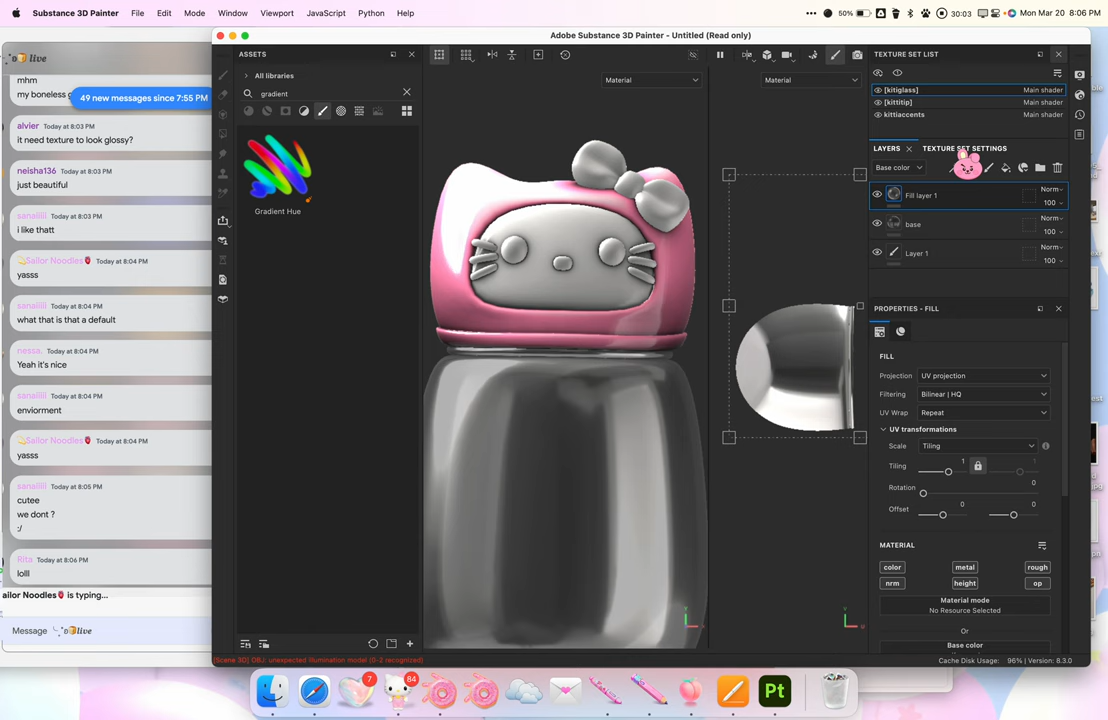 Substance 3D Painter File Edit Mode Window Viewport JavaScript Python Help
50% 30:03 Mon Mar 20 8:06 PM
live
mhm
my boneless
49 new messages since 7:55 PM
alvier Today at 8:03 PM
it need texture to look glossy?
neisha136 Today at 8:03 PM
just beautiful
sanaiiiil Today at 8:03 PM
i like thatt
Sailor Noodles Today at 8:04 PM
yasss
sanaiiiil Today at 8:04 PM
what that is that a default
nessa. Today at 8:04 PM
Yeah it's nice
sanaiiiil Today at 8:04 PM
enviorment
Sailor Noodles Today at 8:04 PM
yasss
sanaiiiil Today at 8:05 PM
cutee
we dont ?
:/
Rita Today at 8:06 PM
lolll
ailor Noodles is typing...
Message live
Adobe Substance 3D Painter - Untitled (Read only)
ASSETS
All libraries
gradient
Gradient Hue
Material
Material
TEXTURE SET LIST
[kitiglass] Main shader
[kittitip] Main shader
kittiaccents Main shader
LAYERS TEXTURE SET SETTINGS
Base color
Fill layer 1 Norm
100
base Norm
100
Layer 1 Norm
100
PROPERTIES - FILL
FILL
Projection UV projection
Filtering Bilinear | HQ
UV Wrap Repeat
UV transformations
Scale Tiling
Tiling 1 1
Rotation 0
Offset 0 0
MATERIAL
color metal rough
nrm height op
Material mode
No Resource Selected
Or
Base color
[Scene 3D] OBJ: unexpected illumination model (0-2 recognized)
Cache Disk Usage: 96% | Version: 8.3.0
7
84
Pt